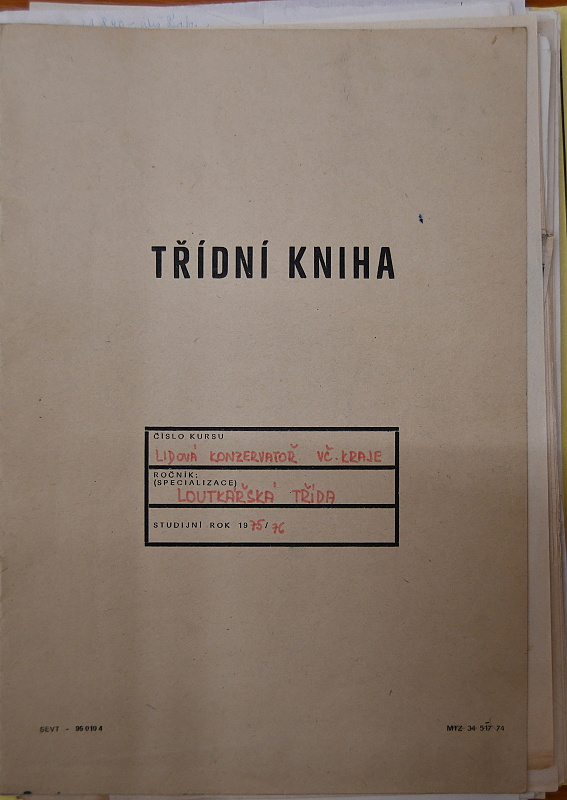 TŘÍDNÍ KNIHA
ČÍSLO KURSU
LIDOVÁ KONZERVATOŘ VČ. KRAJE
ROČNÍK:
(SPECIALIZACE)
LOUTKAŘSKÁ TŘÍDA
STUDIJNÍ ROK 1975/76
SEVT - 95 019 4
MTZ-34-517-74